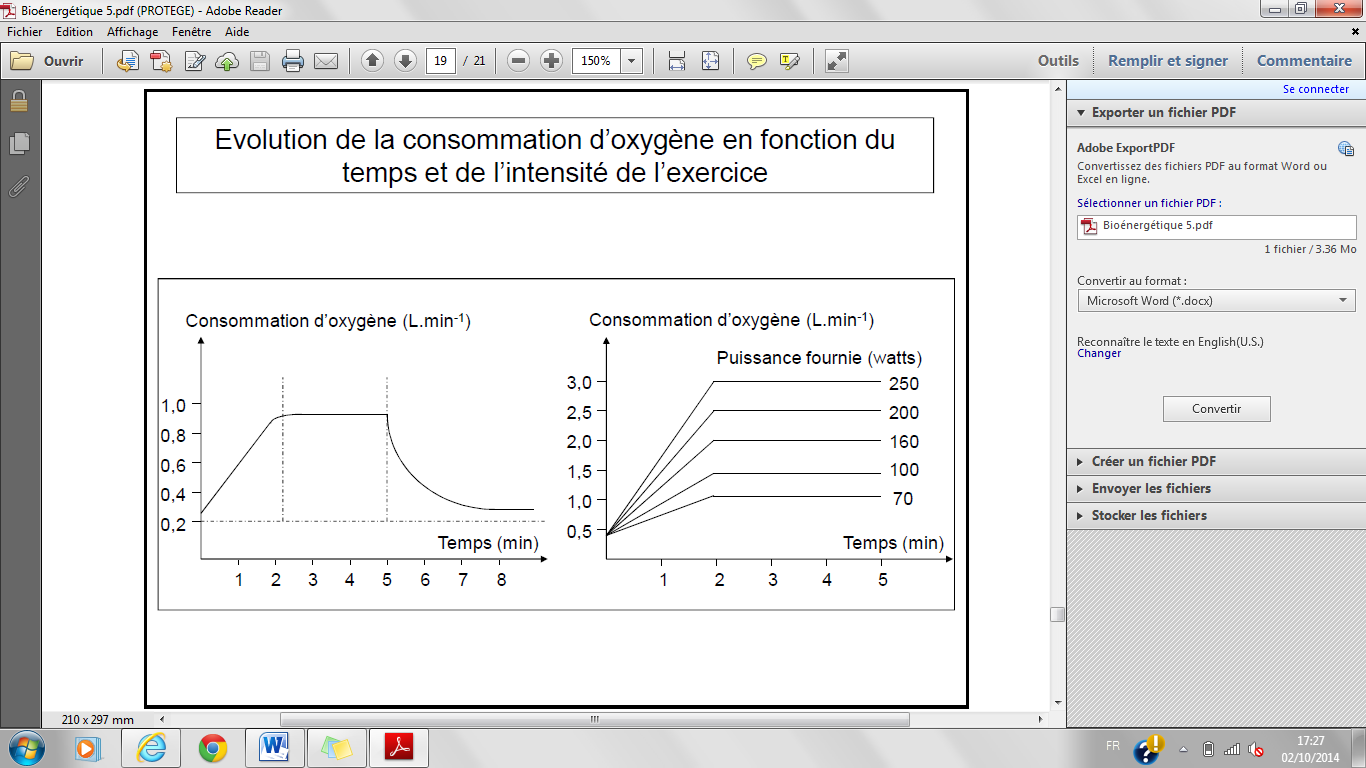 Bioénergétique 5.pdf (PROTEGE) - Adobe Reader
Fichier Edition Affichage Fenêtre Aide
Ouvrir 19 / 21 150% Outils Remplir et signer Commentaire
Se connecter
Exporter un fichier PDF
Adobe ExportPDF
Convertissez des fichiers PDF au format Word ou
Excel en ligne.
Sélectionner un fichier PDF :
Bioénergétique 5.pdf
1 fichier / 3.36 Mo
Convertir au format :
Microsoft Word (*.docx)
Reconnaître le texte en English(U.S.)
Changer
Convertir
Créer un fichier PDF
Envoyer les fichiers
Stocker les fichiers
Evolution de la consommation d'oxygène en fonction du
temps et de l'intensité de l'exercice
Consommation d'oxygène (L.min-1)
1,0
0,8
0,6
0,4
0,2
Temps (min)
1 2 3 4 5 6 7 8
Consommation d'oxygène (L.min-1)
Puissance fournie (watts)
3,0 250
2,5 200
2,0 160
1,5 100
1,0 70
0,5
Temps (min)
1 2 3 4 5
210 x 297 mm
FR
17:27
02/10/2014